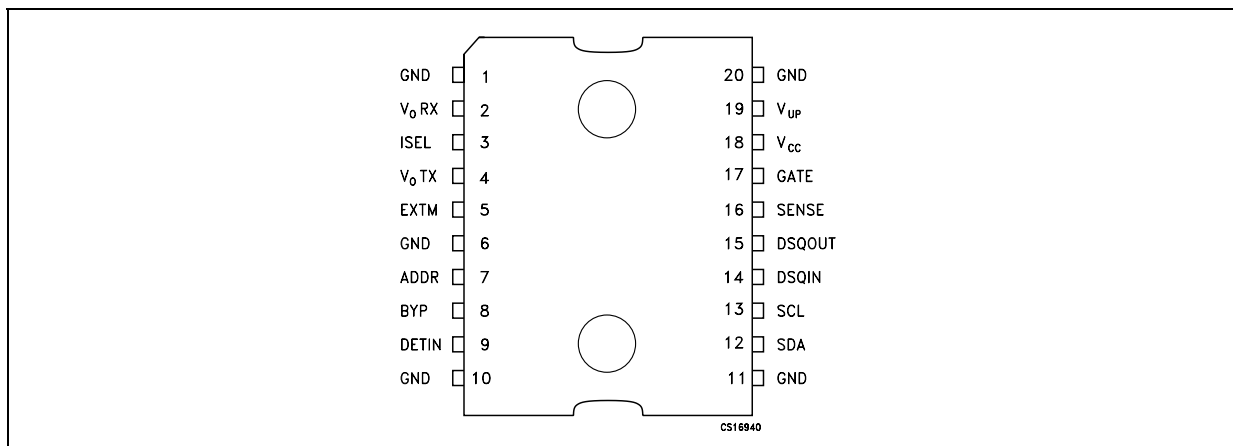 GND 1 20 GND
V₀ RX 2 19 V_UP
ISEL 3 18 V_CC
V₀ TX 4 17 GATE
EXTM 5 16 SENSE
GND 6 15 DSQOUT
ADDR 7 14 DSQIN
BYP 8 13 SCL
DETIN 9 12 SDA
GND 10 11 GND
CS16940